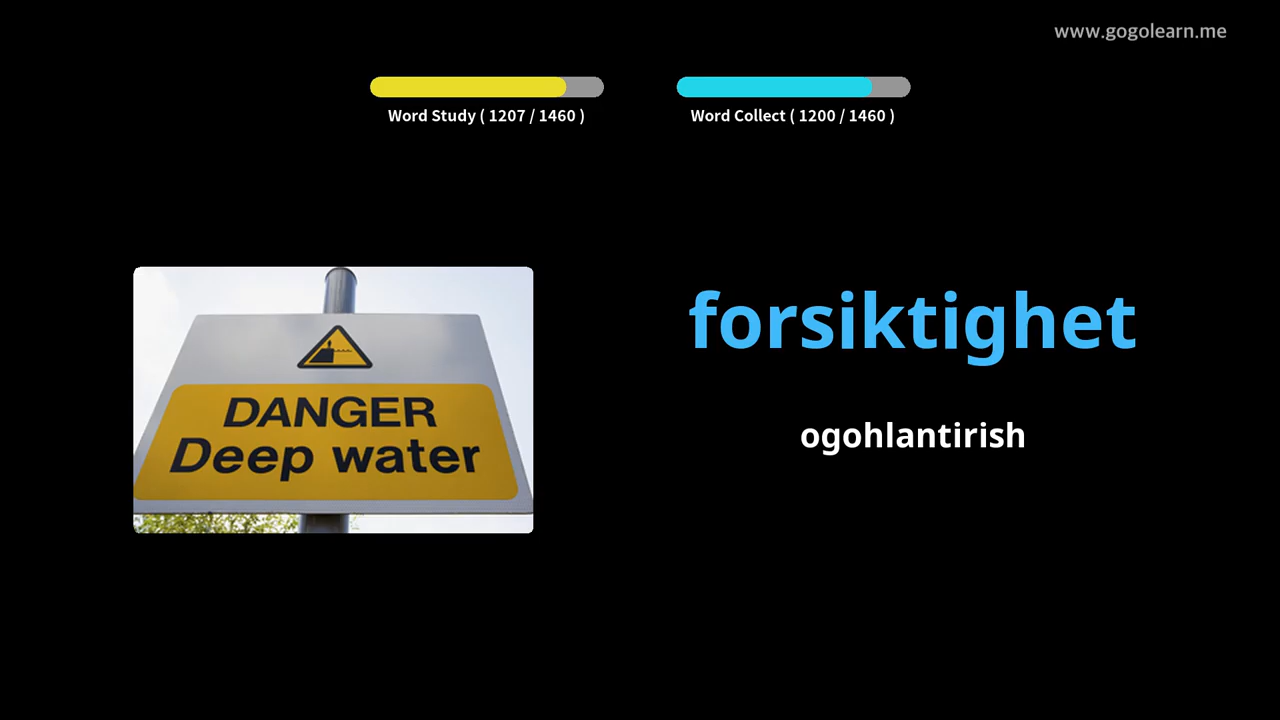 www.gogolearn.me
Word Study ( 1207 / 1460 )
Word Collect ( 1200 / 1460 )
DANGER
Deep water
forsiktighet
ogohlantirish